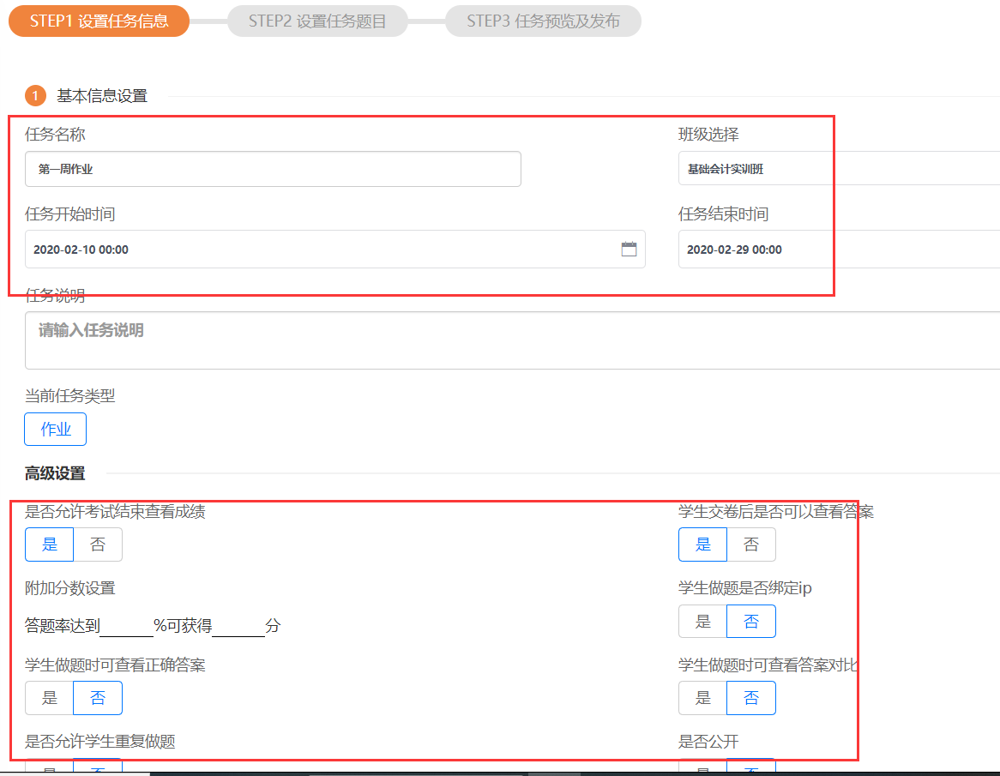 STEP1 设置任务信息 STEP2 设置任务题目 STEP3 任务预览及发布
1 基本信息设置
任务名称 班级选择
第一周作业 基础会计实训班
任务开始时间 任务结束时间
2020-02-10 00:00 2020-02-29 00:00
任务说明
请输入任务说明
当前任务类型
作业
高级设置
是否允许考试结束查看成绩 学生交卷后是否可以查看答案
是 否 是 否
附加分数设置 学生做题是否绑定ip
答题率达到______%可获得______分 是 否
学生做题时可查看正确答案 学生做题时可查看答案对比
是 否 是 否
是否允许学生重复做题 是否公开
是 否 是 否